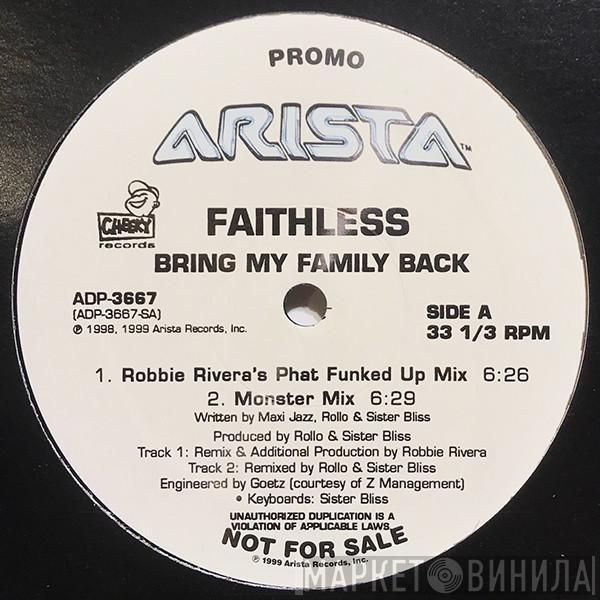 PROMO
ARISTA™
CHEEKY
records
FAITHLESS
BRING MY FAMILY BACK
ADP-3667
(ADP-3667-SA)
℗ 1998, 1999 Arista Records, Inc.
SIDE A
33 1/3 RPM
1. Robbie Rivera's Phat Funked Up Mix 6:26
2. Monster Mix 6:29
Written by Maxi Jazz, Rollo & Sister Bliss
Produced by Rollo & Sister Bliss
Track 1: Remix & Additional Production by Robbie Rivera
Track 2: Remixed by Rollo & Sister Bliss
Engineered by Goetz (courtesy of Z Management)
• Keyboards: Sister Bliss
UNAUTHORIZED DUPLICATION IS A
VIOLATION OF APPLICABLE LAWS
NOT FOR SALE
℗ 1999 Arista Records, Inc.
МАРКЕТ ВИНИЛА